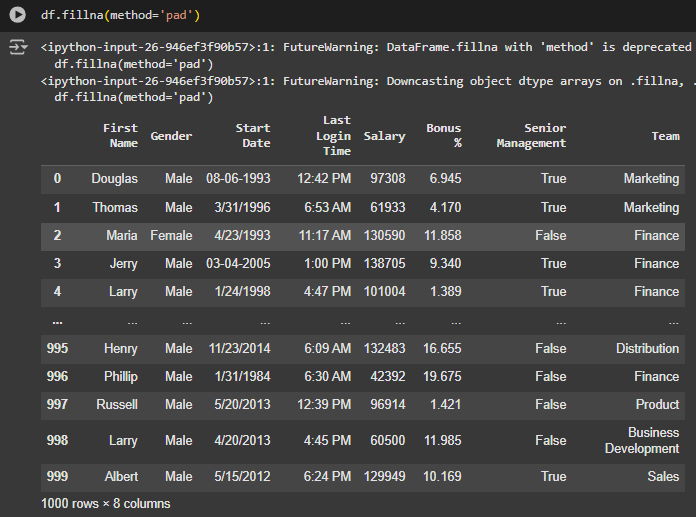 df.fillna(method='pad')
<ipython-input-26-946ef3f90b57>:1: FutureWarning: DataFrame.fillna with 'method' is deprecated
df.fillna(method='pad')
<ipython-input-26-946ef3f90b57>:1: FutureWarning: Downcasting object dtype arrays on .fillna, .
df.fillna(method='pad')
First Name Gender Start Date Last Login Time Salary Bonus % Senior Management Team
0 Douglas Male 08-06-1993 12:42 PM 97308 6.945 True Marketing
1 Thomas Male 3/31/1996 6:53 AM 61933 4.170 True Marketing
2 Maria Female 4/23/1993 11:17 AM 130590 11.858 False Finance
3 Jerry Male 03-04-2005 1:00 PM 138705 9.340 True Finance
4 Larry Male 1/24/1998 4:47 PM 101004 1.389 True Finance
... ... ... ... ... ... ... ... ...
995 Henry Male 11/23/2014 6:09 AM 132483 16.655 False Distribution
996 Phillip Male 1/31/1984 6:30 AM 42392 19.675 False Finance
997 Russell Male 5/20/2013 12:39 PM 96914 1.421 False Product
998 Larry Male 4/20/2013 4:45 PM 60500 11.985 False Business Development
999 Albert Male 5/15/2012 6:24 PM 129949 10.169 True Sales
1000 rows × 8 columns